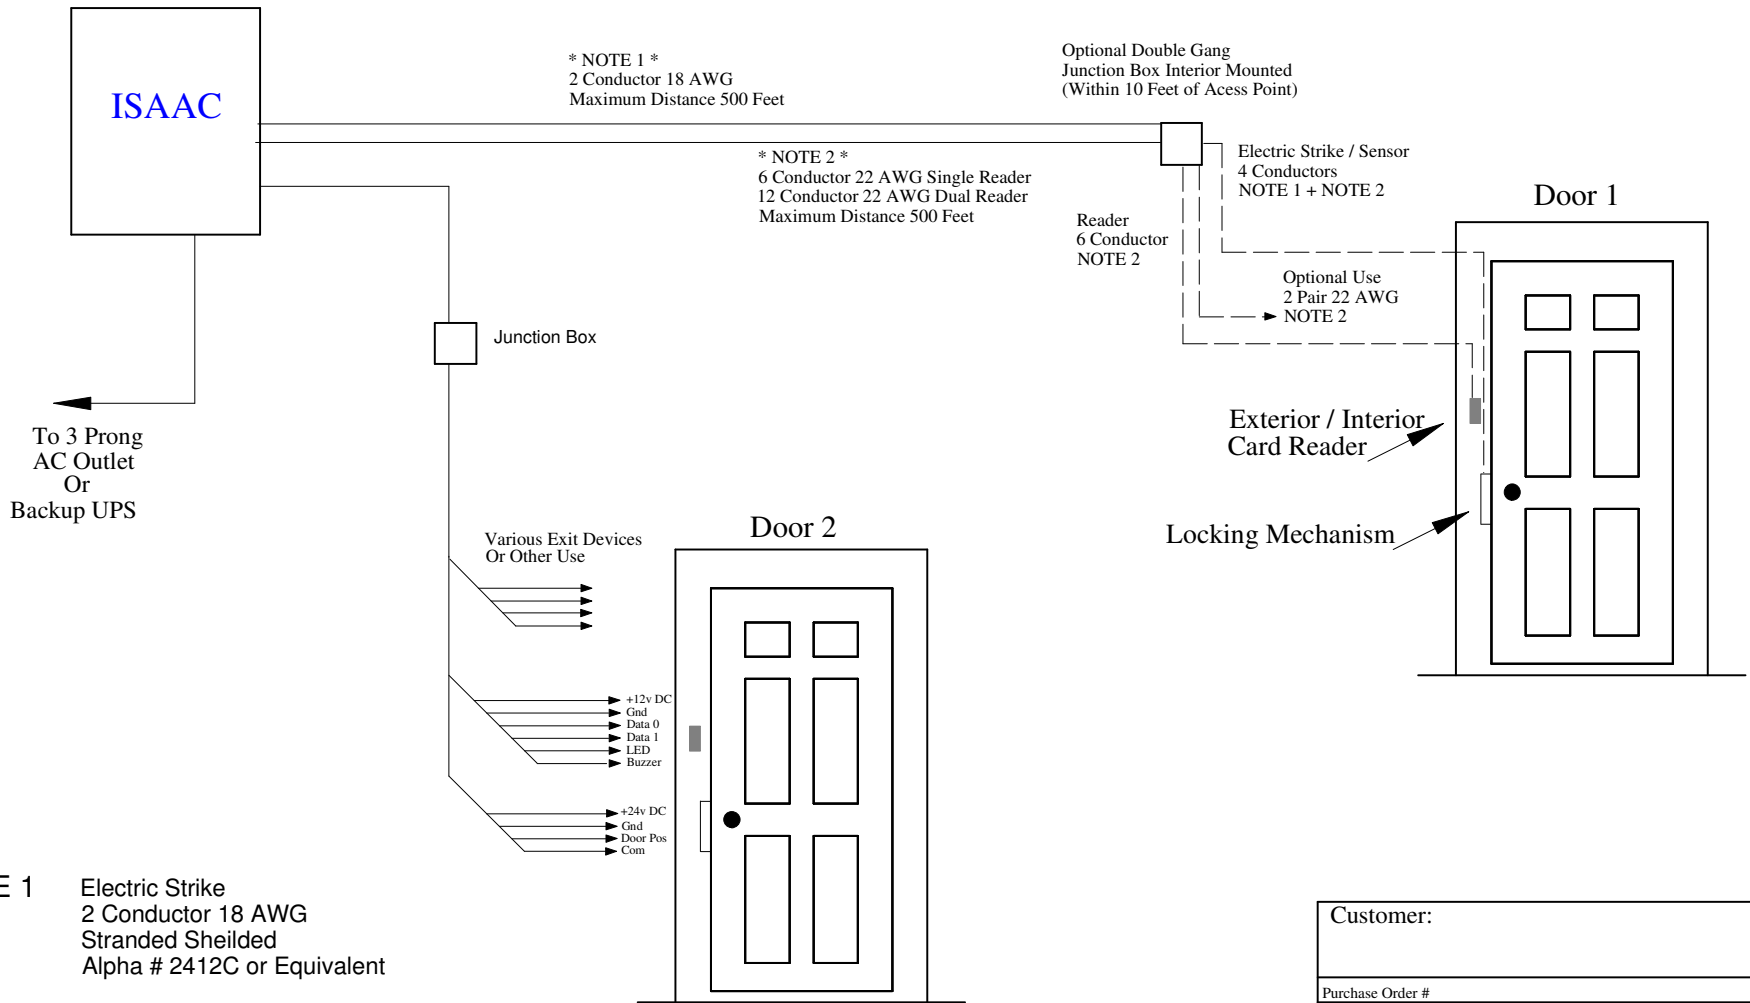 ISAAC
* NOTE 1 *
2 Conductor 18 AWG
Maximum Distance 500 Feet
Optional Double Gang
Junction Box Interior Mounted
(Within 10 Feet of Acess Point)
* NOTE 2 *
6 Conductor 22 AWG Single Reader
12 Conductor 22 AWG Dual Reader
Maximum Distance 500 Feet
Electric Strike / Sensor
4 Conductors
NOTE 1 + NOTE 2
Door 1
Reader
6 Conductor
NOTE 2
Optional Use
2 Pair 22 AWG
NOTE 2
Junction Box
To 3 Prong
AC Outlet
Or
Backup UPS
Exterior / Interior
Card Reader
Locking Mechanism
Door 2
Various Exit Devices
Or Other Use
+12v DC
Gnd
Data 0
Data 1
LED
Buzzer
+24v DC
Gnd
Door Pos
Com
E 1
Electric Strike
2 Conductor 18 AWG
Stranded Sheilded
Alpha # 2412C or Equivalent
Customer:
Purchase Order #